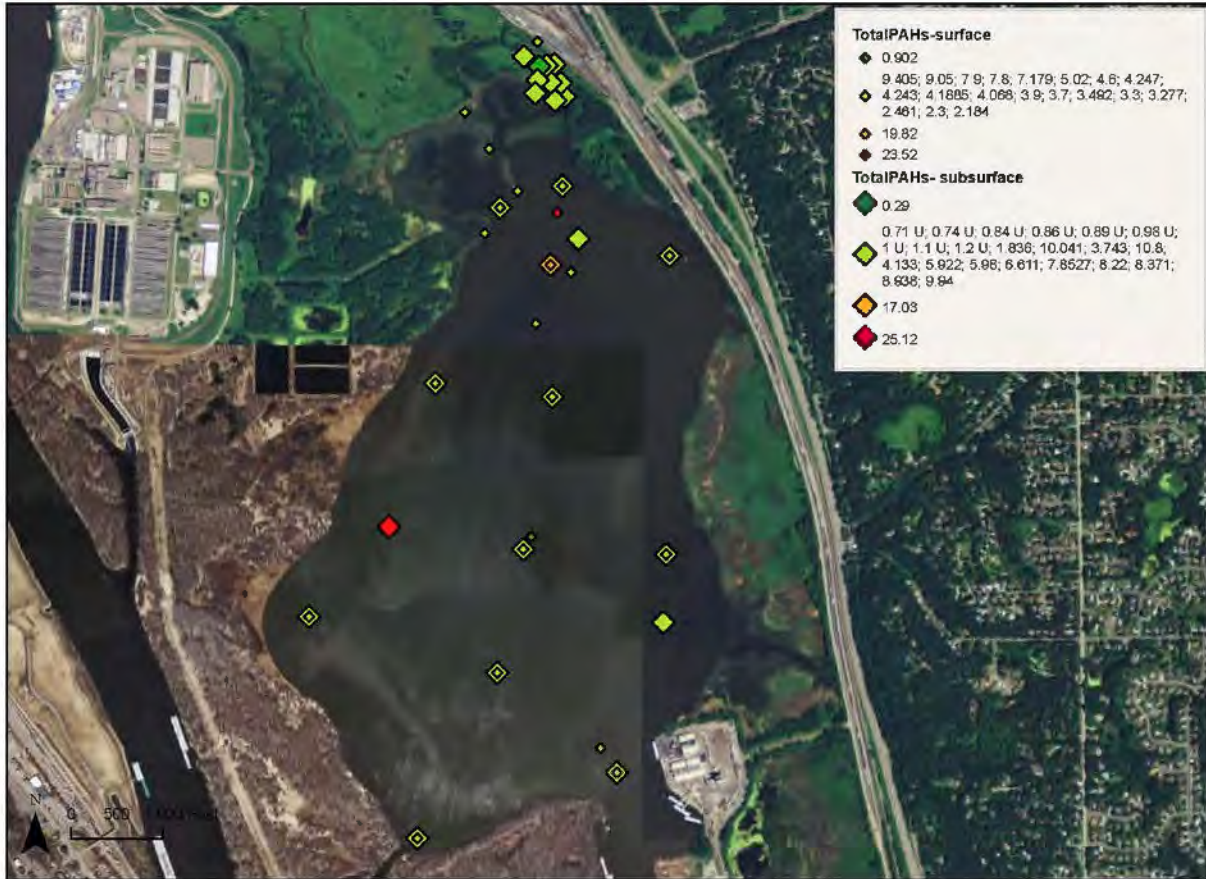 TotalPAHs-surface
0.902
9.405; 9.05; 7.9; 7.8; 7.179; 5.02; 4.6; 4.247;
4.243; 4.1885; 4.068; 3.9; 3.7; 3.492; 3.3; 3.277;
2.461; 2.3; 2.184
19.82
23.52
TotalPAHs- subsurface
0.29
0.71 U; 0.74 U; 0.84 U; 0.86 U; 0.89 U; 0.98 U;
1 U; 1.1 U; 1.2 U; 1.836; 10.041; 3.743; 10.8;
4.133; 5.922; 5.98; 6.611; 7.8527; 8.22; 8.371;
8.938; 9.94
17.03
25.12
N
0 500 1,000 Feet